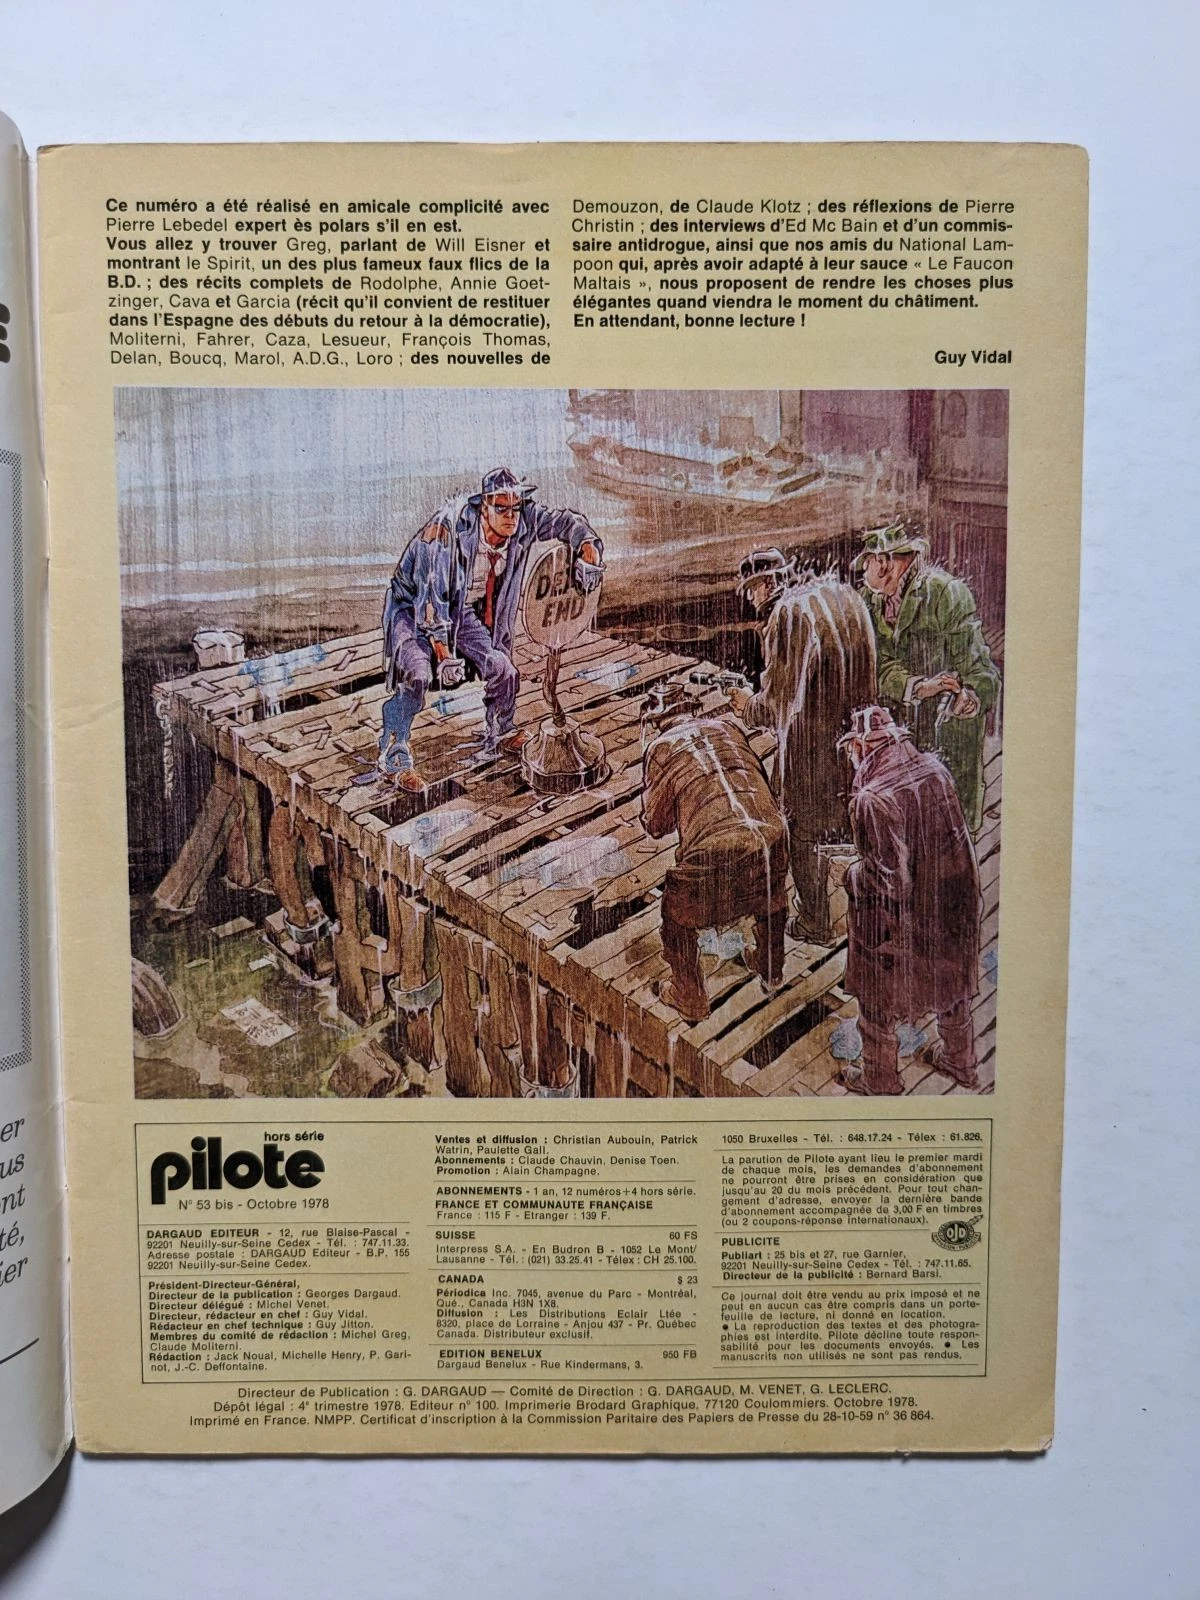 Ce numéro a été réalisé en amicale complicité avec
Pierre Lebedel expert ès polars s'il en est.
Vous allez y trouver Greg, parlant de Will Eisner et
montrant le Spirit, un des plus fameux faux flics de la
B.D. ; des récits complets de Rodolphe, Annie Goet-
zinger, Cava et Garcia (récit qu'il convient de restituer
dans l'Espagne des débuts du retour à la démocratie),
Moliterni, Fahrer, Caza, Lesueur, François Thomas,
Delan, Boucq, Marol, A.D.G., Loro ; des nouvelles de
Demouzon, de Claude Klotz ; des réflexions de Pierre
Christin ; des interviews d'Ed Mc Bain et d'un commis-
saire antidrogue, ainsi que nos amis du National Lam-
poon qui, après avoir adapté à leur sauce « Le Faucon
Maltais », nous proposent de rendre les choses plus
élégantes quand viendra le moment du châtiment.
En attendant, bonne lecture !
Guy Vidal
DEAD
END
er
us
ont
té,
ier
hors série
pilote
N° 53 bis - Octobre 1978
DARGAUD EDITEUR - 12, rue Blaise-Pascal -
92201 Neuilly-sur-Seine Cedex - Tél. : 747.11.33.
Adresse postale : DARGAUD Editeur - B.P. 155
92201 Neuilly-sur-Seine Cedex.
Président-Directeur-Général,
Directeur de la publication : Georges Dargaud.
Directeur délégué : Michel Venet.
Directeur, rédacteur en chef : Guy Vidal.
Rédacteur en chef technique : Guy Jitton.
Membres du comité de rédaction : Michel Greg,
Claude Moliterni.
Rédaction : Jack Noual, Michelle Henry, P. Gari-
not, J.-C. Deffontaine.
Ventes et diffusion : Christian Aubouin, Patrick
Watrin, Paulette Gall.
Abonnements : Claude Chauvin, Denise Toen.
Promotion : Alain Champagne.
ABONNEMENTS - 1 an, 12 numéros+4 hors série.
FRANCE ET COMMUNAUTE FRANÇAISE
France : 115 F - Etranger : 139 F.
SUISSE 60 FS
Interpress S.A. - En Budron B - 1052 Le Mont/
Lausanne - Tél. : (021) 33.25.41 - Télex : CH 25.100.
CANADA $ 23
Périodica Inc. 7045, avenue du Parc - Montréal,
Qué., Canada H3N 1X8.
Diffusion : Les Distributions Eclair Ltée -
8320, place de Lorraine - Anjou 437 - Pr. Québec
Canada. Distributeur exclusif.
EDITION BENELUX 950 FB
Dargaud Benelux - Rue Kindermans, 3.
1050 Bruxelles - Tél. : 648.17.24 - Télex : 61.826.
La parution de Pilote ayant lieu le premier mardi
de chaque mois, les demandes d'abonnement
ne pourront être prises en considération que
jusqu'au 20 du mois précédent. Pour tout chan-
gement d'adresse, envoyer la dernière bande
d'abonnement accompagnée de 3,00 F en timbres
(ou 2 coupons-réponse internationaux).
OJD
PUBLICITE
Publiart : 25 bis et 27, rue Garnier,
92201 Neuilly-sur-Seine Cedex - Tél. : 747.11.65.
Directeur de la publicité : Bernard Barsi.
Ce journal doit être vendu au prix imposé et ne
peut en aucun cas être compris dans un porte-
feuille de lecture, ni donné en location.
● La reproduction des textes et des photogra-
phies est interdite. Pilote décline toute respon-
sabilité pour les documents envoyés. ● Les
manuscrits non utilisés ne sont pas rendus.
Directeur de Publication : G. DARGAUD — Comité de Direction : G. DARGAUD, M. VENET, G. LECLERC.
Dépôt légal : 4e trimestre 1978. Editeur n° 100. Imprimerie Brodard Graphique, 77120 Coulommiers. Octobre 1978.
Imprimé en France. NMPP. Certificat d'inscription à la Commission Paritaire des Papiers de Presse du 28-10-59 n° 36 864.